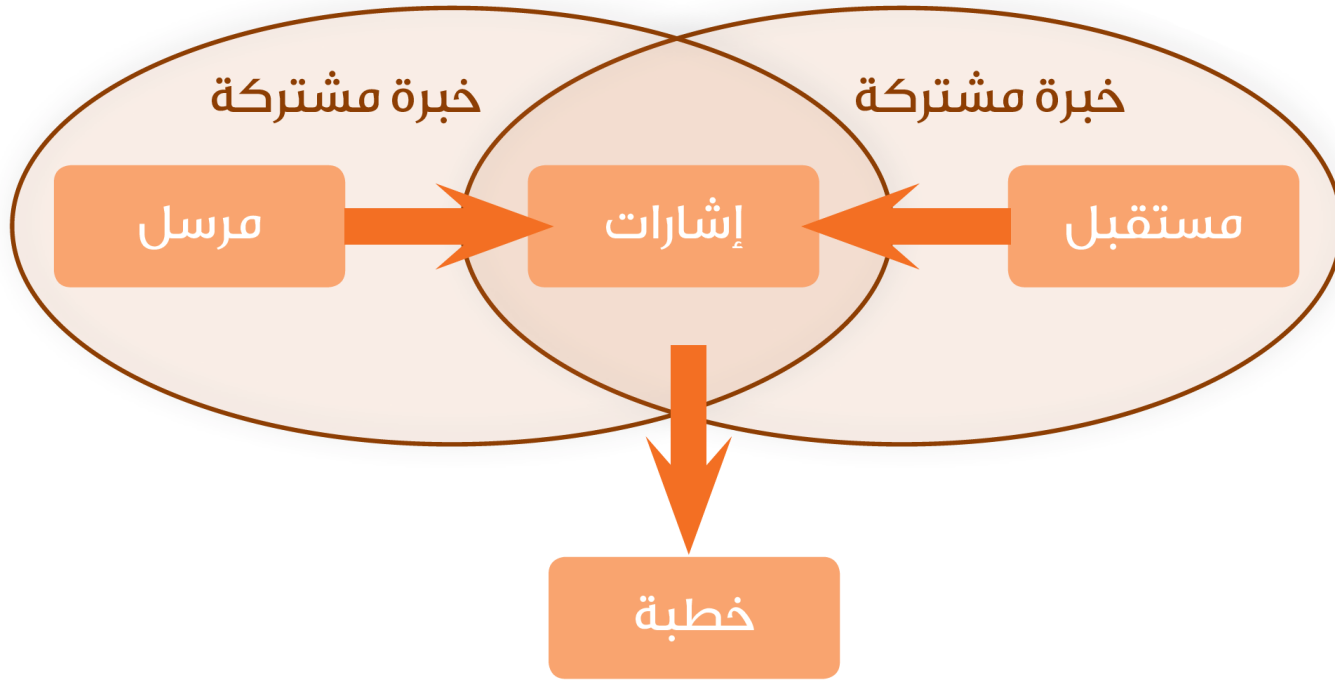 خبرة مشتركة
خبرة مشتركة
مستقبل
إشارات
مرسل
خطبة